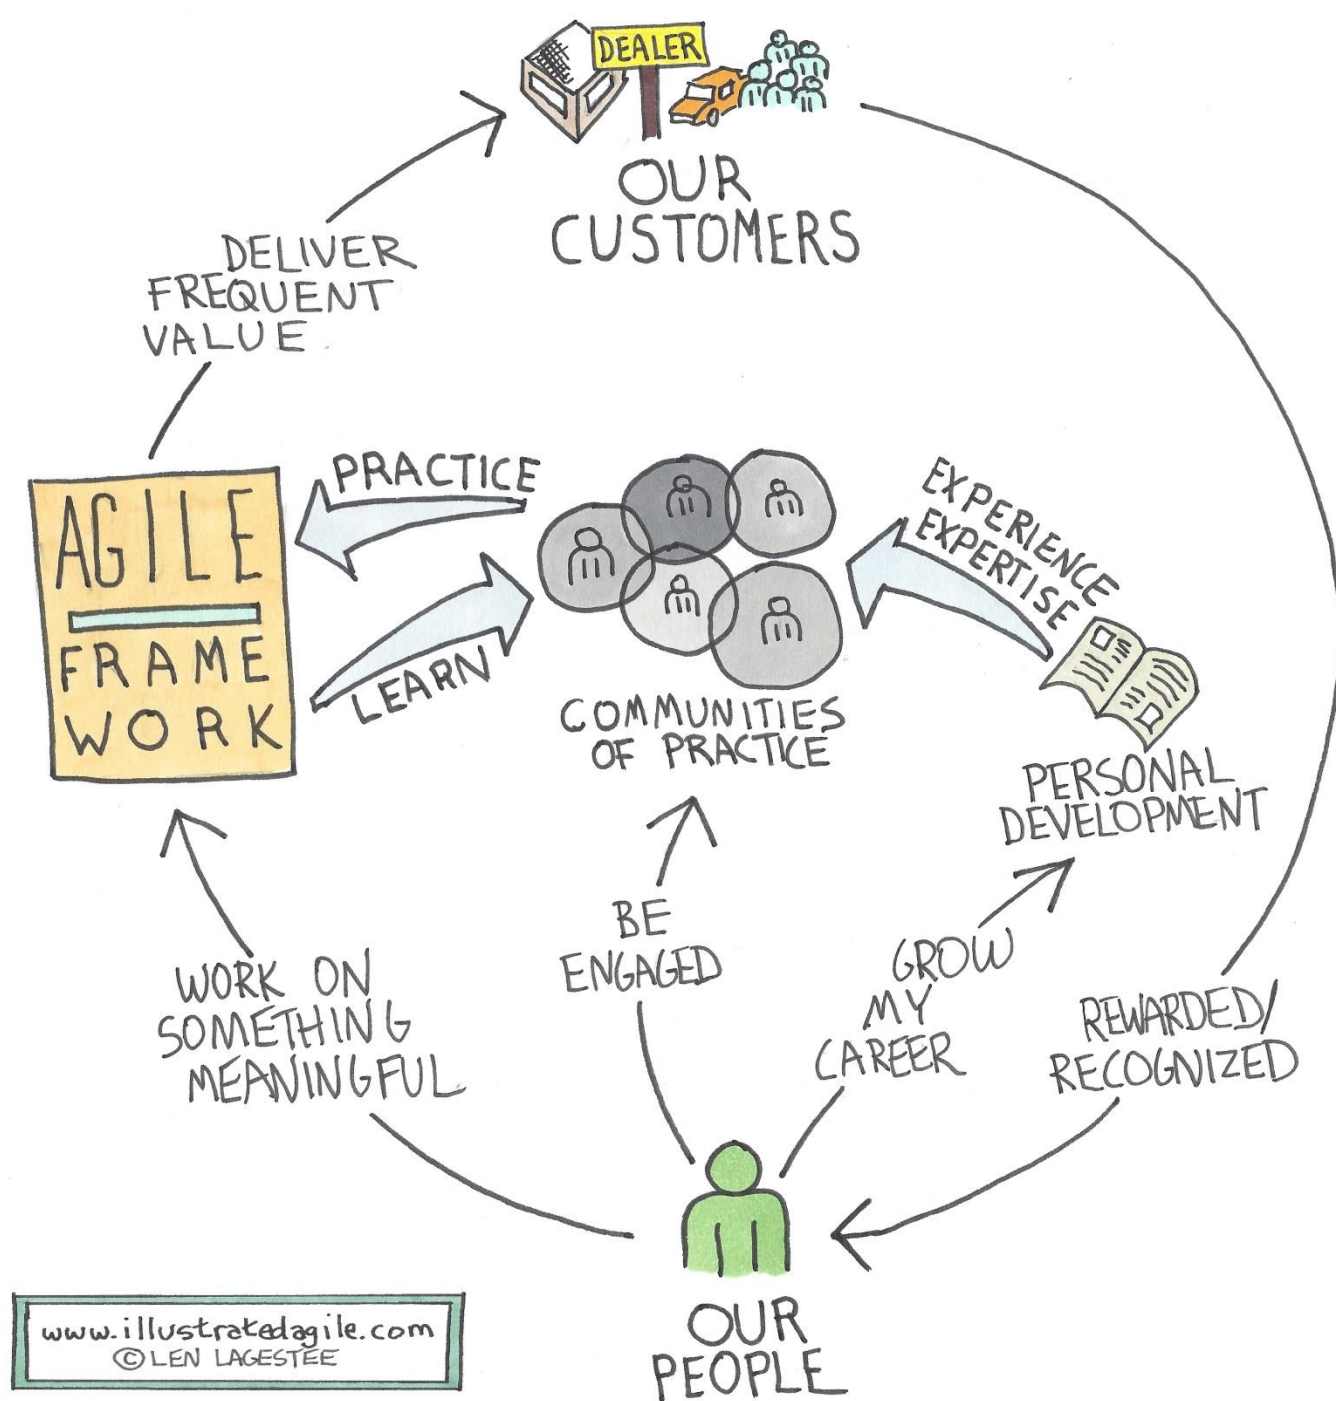 DEALER
OUR
CUSTOMERS
DELIVER
FREQUENT
VALUE
AGILE
FRAME
WORK
PRACTICE
LEARN
COMMUNITIES
OF PRACTICE
EXPERIENCE
EXPERTISE
PERSONAL
DEVELOPMENT
WORK ON
SOMETHING
MEANINGFUL
BE
ENGAGED
GROW
MY
CAREER
REWARDED/
RECOGNIZED
OUR
PEOPLE
www.illustratedagile.com
© LEN LAGESTEE